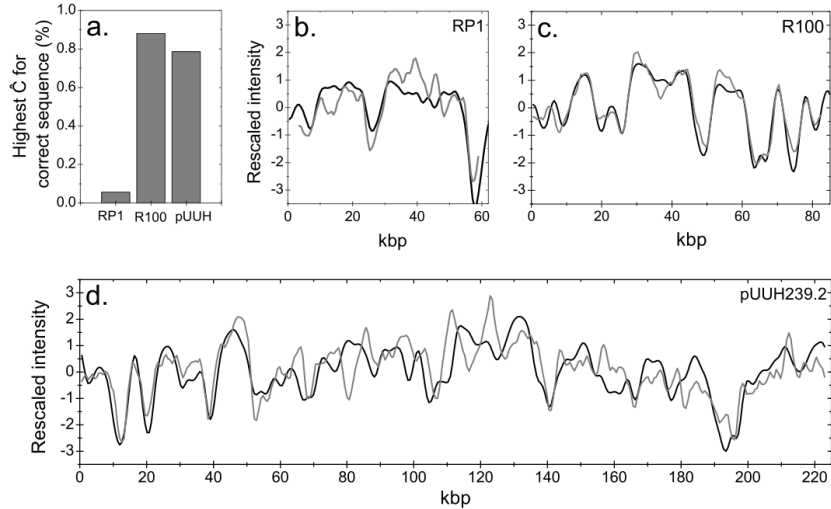 a.
Highest Ĉ for
correct sequence (%)
1.0
0.8
0.6
0.4
0.2
0.0
RP1
R100
pUUH
b.
RP1
Rescaled intensity
3
2
1
0
-1
-2
-3
0
20
40
60
kbp
c.
R100
3
2
1
0
-1
-2
-3
0
20
40
60
80
kbp
d.
pUUH239.2
Rescaled intensity
3
2
1
0
-1
-2
-3
0
20
40
60
80
100
120
140
160
180
200
220
kbp